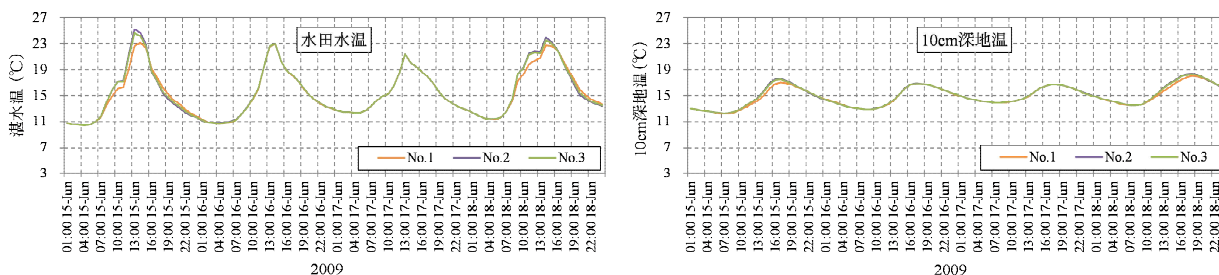 水田水温
湛水温 (℃)
27
23
19
15
11
7
3
No.1 No.2 No.3
01:00 15-Jun
04:00 15-Jun
07:00 15-Jun
10:00 15-Jun
13:00 15-Jun
16:00 15-Jun
19:00 15-Jun
22:00 15-Jun
01:00 16-Jun
04:00 16-Jun
07:00 16-Jun
10:00 16-Jun
13:00 16-Jun
16:00 16-Jun
19:00 16-Jun
22:00 16-Jun
01:00 17-Jun
04:00 17-Jun
07:00 17-Jun
10:00 17-Jun
13:00 17-Jun
16:00 17-Jun
19:00 17-Jun
22:00 17-Jun
01:00 18-Jun
04:00 18-Jun
07:00 18-Jun
10:00 18-Jun
13:00 18-Jun
16:00 18-Jun
19:00 18-Jun
22:00 18-Jun
2009
10cm深地温
10cm深地温 (℃)
27
23
19
15
11
7
3
No.1 No.2 No.3
01:00 15-Jun
04:00 15-Jun
07:00 15-Jun
10:00 15-Jun
13:00 15-Jun
16:00 15-Jun
19:00 15-Jun
22:00 15-Jun
01:00 16-Jun
04:00 16-Jun
07:00 16-Jun
10:00 16-Jun
13:00 16-Jun
16:00 16-Jun
19:00 16-Jun
22:00 16-Jun
01:00 17-Jun
04:00 17-Jun
07:00 17-Jun
10:00 17-Jun
13:00 17-Jun
16:00 17-Jun
19:00 17-Jun
22:00 17-Jun
01:00 18-Jun
04:00 18-Jun
07:00 18-Jun
10:00 18-Jun
13:00 18-Jun
16:00 18-Jun
19:00 18-Jun
22:00 18-Jun
2009